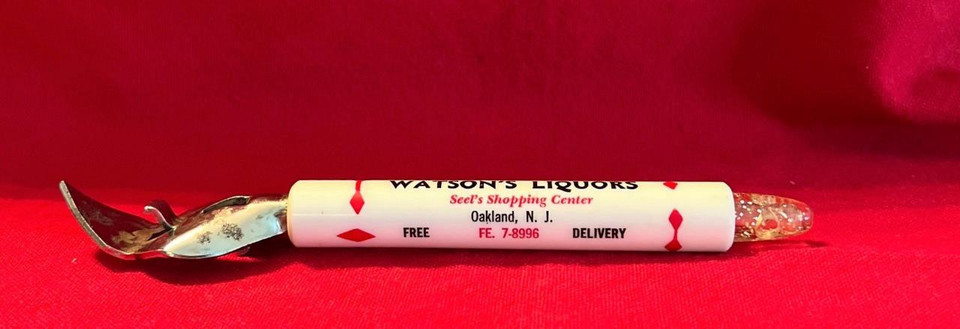 WATSON'S LIQUORS
Seel's Shopping Center
Oakland, N. J.
FREE FE. 7-8996 DELIVERY